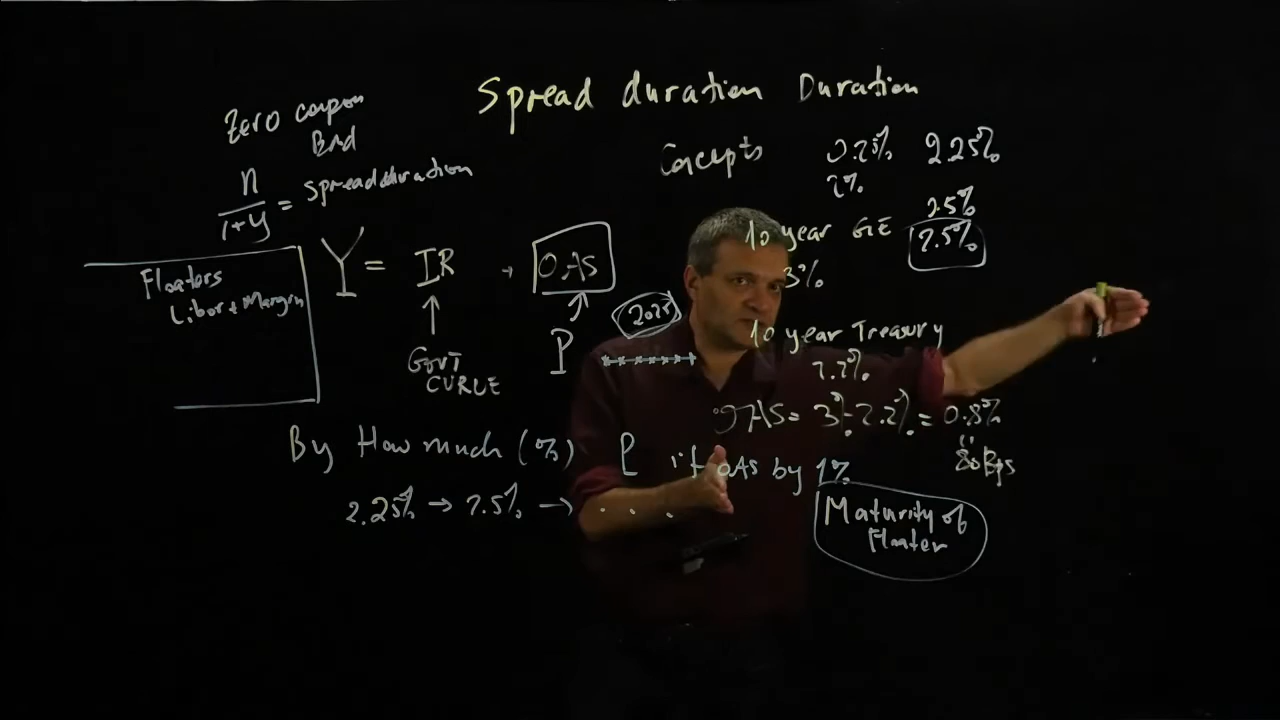 Spread duration Duration
Zero coupon
Bnd
n
1+y
= spread duration
Concepts
0.25% 2.25%
2%
2.5%
10 year GE 2.5%
3%
Floaters
Libor + Margin
Y = IR + OAS
GOVT
CURVE
P
2025
10 year Treasury
2.2%
OAS = 3% - 2.2% = 0.8%
80 Bps
By How much (%) P if OAS by 1%
2.25% → 2.5% → . . .
Maturity of
Floater